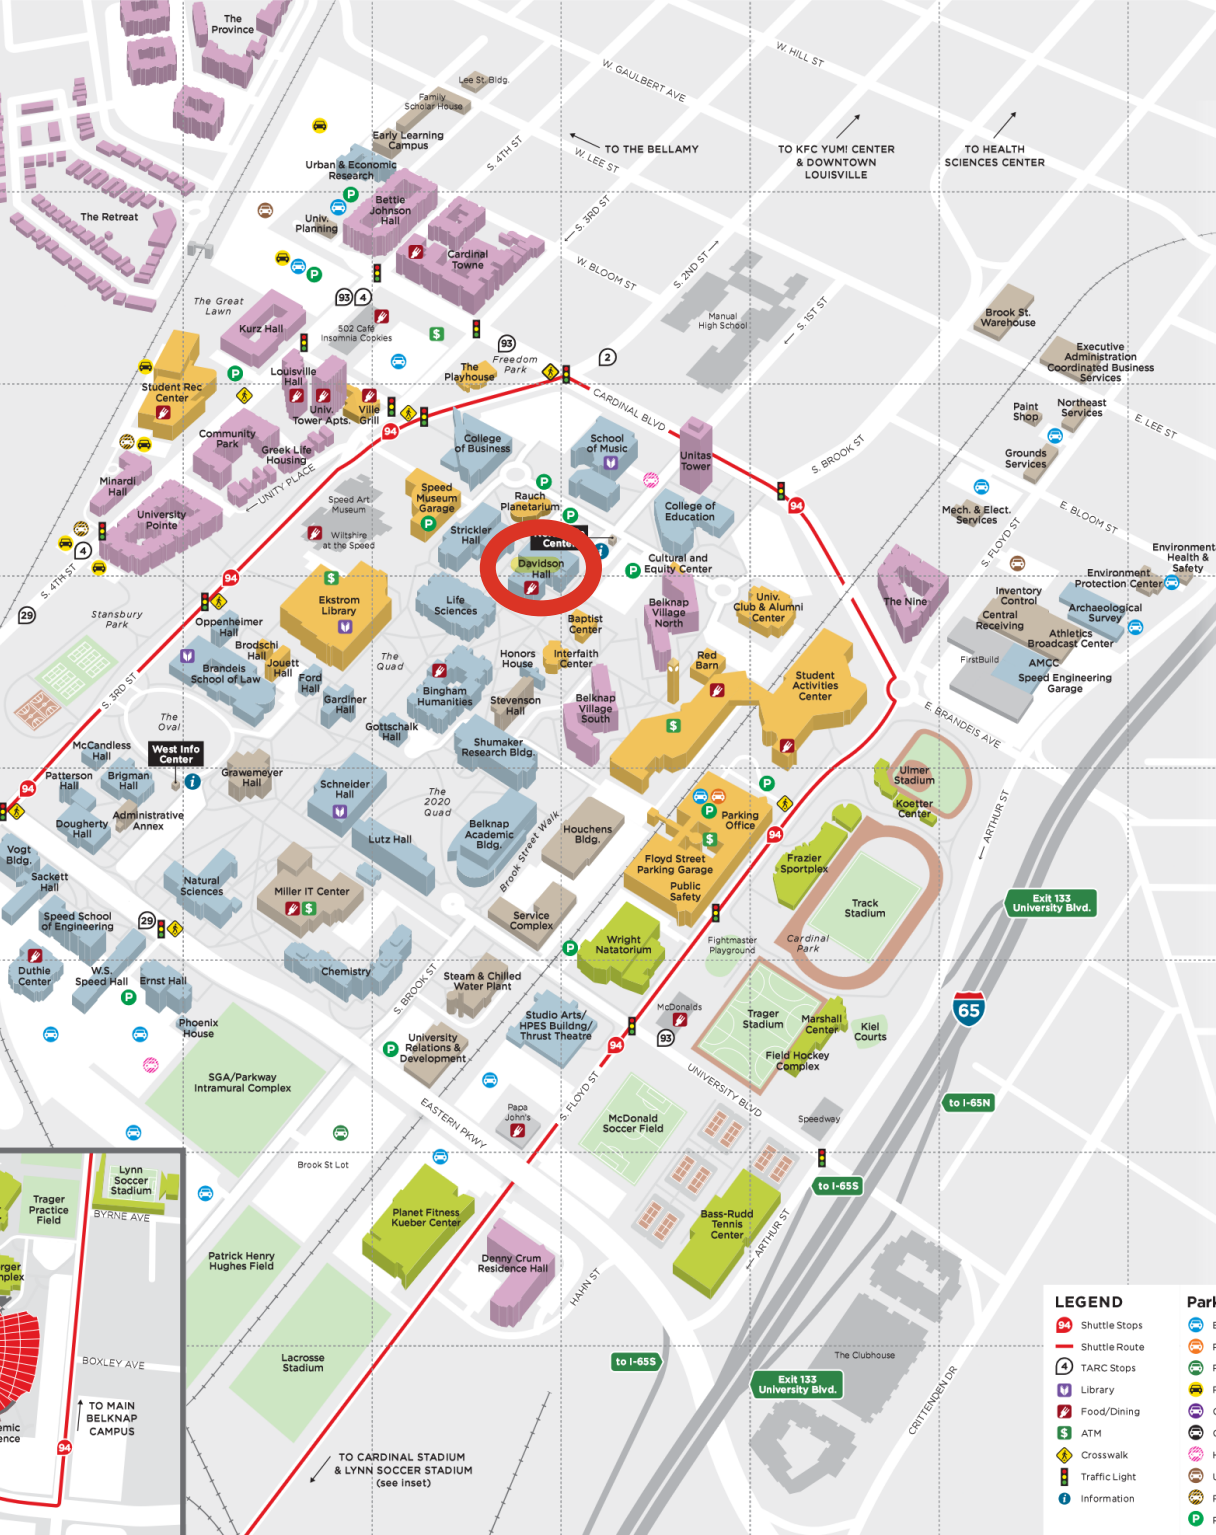 The
Province
W. HILL ST
W. GAULBERT AVE
Lee St. Bldg.
Family
Scholar House
Early Learning
Campus
S. 4TH ST
TO THE BELLAMY
W. LEE ST
TO KFC YUM! CENTER
& DOWNTOWN
LOUISVILLE
TO HEALTH
SCIENCES CENTER
Urban & Economic
Research
P
Bettie
Johnson
Hall
Univ.
Planning
The Retreat
S. 3RD ST
Cardinal
Towne
S. 2ND ST
W. BLOOM ST
P
93
4
The Great
Lawn
Kurz Hall
502 Café
Insomnia Cookies
$
93
Freedom
Park
2
Manual
High School
S. 1ST ST
Brook St.
Warehouse
Executive
Administration
Coordinated Business
Services
Student Rec
Center
P
Louisville
Hall
Univ.
Tower Apts.
Ville
Grill
The
Playhouse
94
CARDINAL BLVD
Paint
Shop
Northeast
Services
E. LEE ST
Community
Park
Greek Life
Housing
College
of Business
School
of Music
Unitas
Tower
S. BROOK ST
Grounds
Services
Minardi
Hall
UNITY PLACE
University
Pointe
Speed Art
Museum
Wiltshire
at the Speed
Speed
Museum
Garage
P
P
Rauch
Planetarium
P
Strickler
Hall
Center
i
Davidson
Hall
College of
Education
94
Mech. & Elect.
Services
E. BLOOM ST
S. FLOYD ST
4
S. 4TH ST
94
$
Ekstrom
Library
Life
Sciences
P
Cultural and
Equity Center
Belknap
Village
North
Univ.
Club & Alumni
Center
The Nine
Environment
Health &
Safety
Environment
Protection Center
Inventory
Control
Central
Receiving
Archaeological
Survey
Athletics
Broadcast Center
FirstBuild
AMCC
Speed Engineering
Garage
29
Stansbury
Park
Oppenheimer
Hall
Brodschi
Hall
Jouett
Hall
Brandeis
School of Law
Ford
Hall
Gardiner
Hall
The
Quad
Baptist
Center
Honors
House
Interfaith
Center
Bingham
Humanities
Stevenson
Hall
Belknap
Village
South
Red
Barn
Student
Activities
Center
$
S. 3RD ST
The
Oval
Gottschalk
Hall
Shumaker
Research Bldg.
E. BRANDEIS AVE
McCandless
Hall
West Info
Center
i
Patterson
Hall
Brigman
Hall
Grawemeyer
Hall
Schneider
Hall
94
Dougherty
Hall
Administrative
Annex
The
2020
Quad
Belknap
Academic
Bldg.
Brook Street Walk
Houchens
Bldg.
P
P
Parking
Office
$
94
Floyd Street
Parking Garage
Public
Safety
Ulmer
Stadium
Koetter
Center
ARTHUR ST
Frazier
Sportplex
Vogt
Bldg.
Lutz Hall
Sackett
Hall
Natural
Sciences
Miller IT Center
$
Exit 133
University Blvd.
Track
Stadium
Speed School
of Engineering
29
Service
Complex
Wright
Natatorium
P
Fightmaster
Playground
Cardinal
Park
Duthie
Center
W.S.
Speed Hall
P
Ernst Hall
Chemistry
S. BROOK ST
Steam & Chilled
Water Plant
McDonalds
93
Trager
Stadium
Marshall
Center
Kiel
Courts
Field Hockey
Complex
65
Phoenix
House
Studio Arts/
HPES Buildng/
Thrust Theatre
94
P
University
Relations &
Development
SGA/Parkway
Intramural Complex
to I-65N
UNIVERSITY BLVD
EASTERN PKWY
Papa
John's
S. FLOYD ST
McDonald
Soccer Field
Speedway
Brook St Lot
to I-65S
Lynn
Soccer
Stadium
Trager
Practice
Field
BYRNE AVE
Planet Fitness
Kueber Center
Bass-Rudd
Tennis
Center
ARTHUR ST
Patrick Henry
Hughes Field
Denny Crum
Residence Hall
HAHN ST
BOXLEY AVE
Lacrosse
Stadium
to I-65S
Exit 133
University Blvd.
The Clubhouse
CRITTENDEN DR
TO MAIN
BELKNAP
CAMPUS
94
TO CARDINAL STADIUM
& LYNN SOCCER STADIUM
(see inset)
LEGEND
94 Shuttle Stops
Shuttle Route
4 TARC Stops
Library
Food/Dining
$ ATM
Crosswalk
Traffic Light
i Information
Park
P